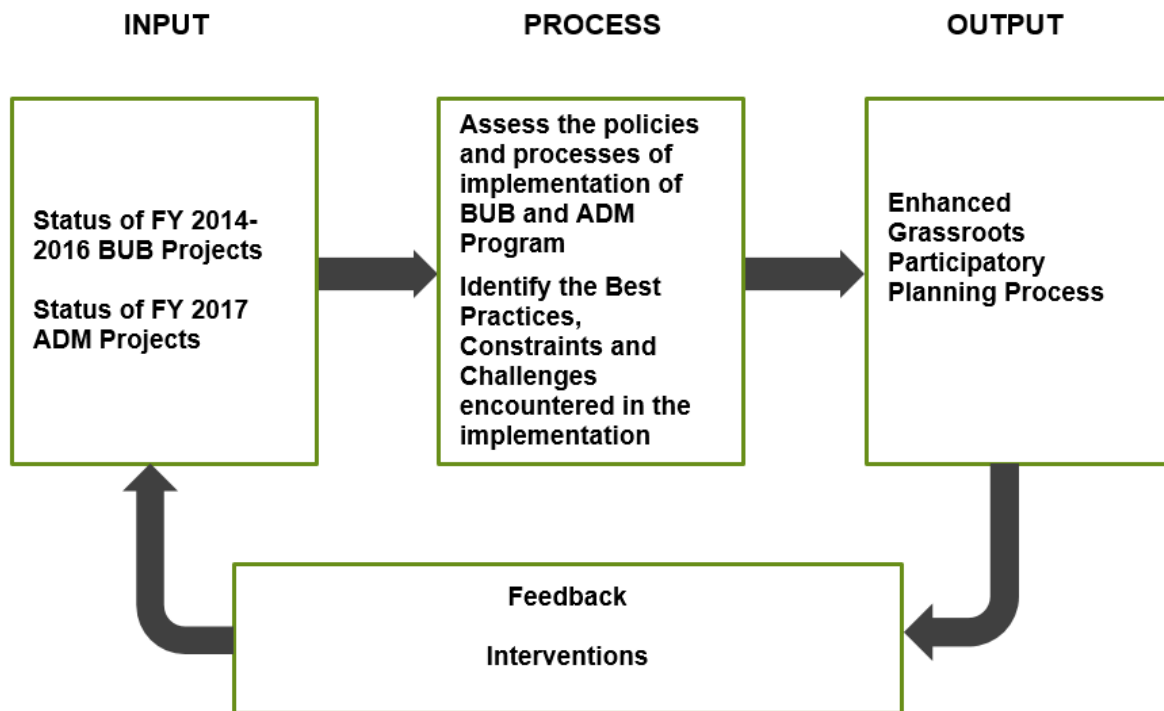 INPUT
PROCESS
OUTPUT
Status of FY 2014-
2016 BUB Projects
Status of FY 2017
ADM Projects
Assess the policies
and processes of
implementation of
BUB and ADM
Program
Identify the Best
Practices,
Constraints and
Challenges
encountered in the
implementation
Enhanced
Grassroots
Participatory
Planning Process
Feedback
Interventions